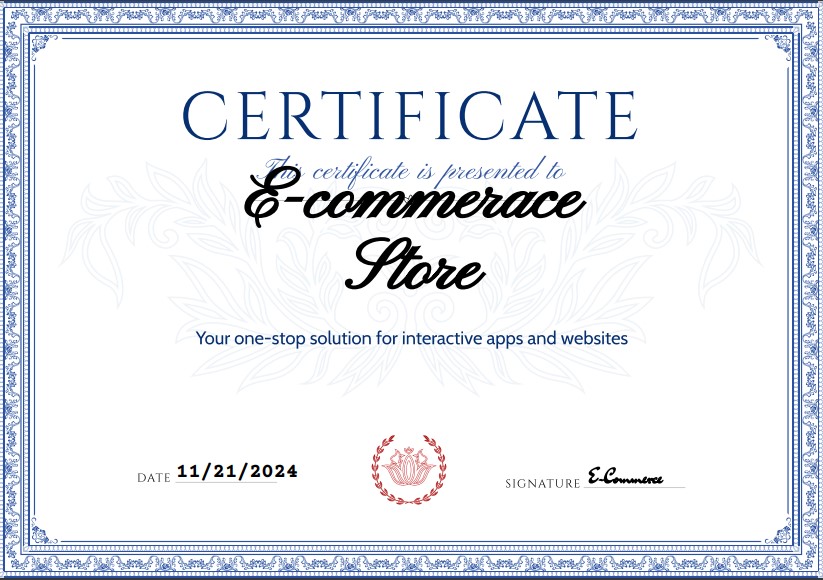 CERTIFICATE
This certificate is presented to
E-commerace
Store
Your one-stop solution for interactive apps and websites
DATE 11/21/2024
SIGNATURE E-Commerce